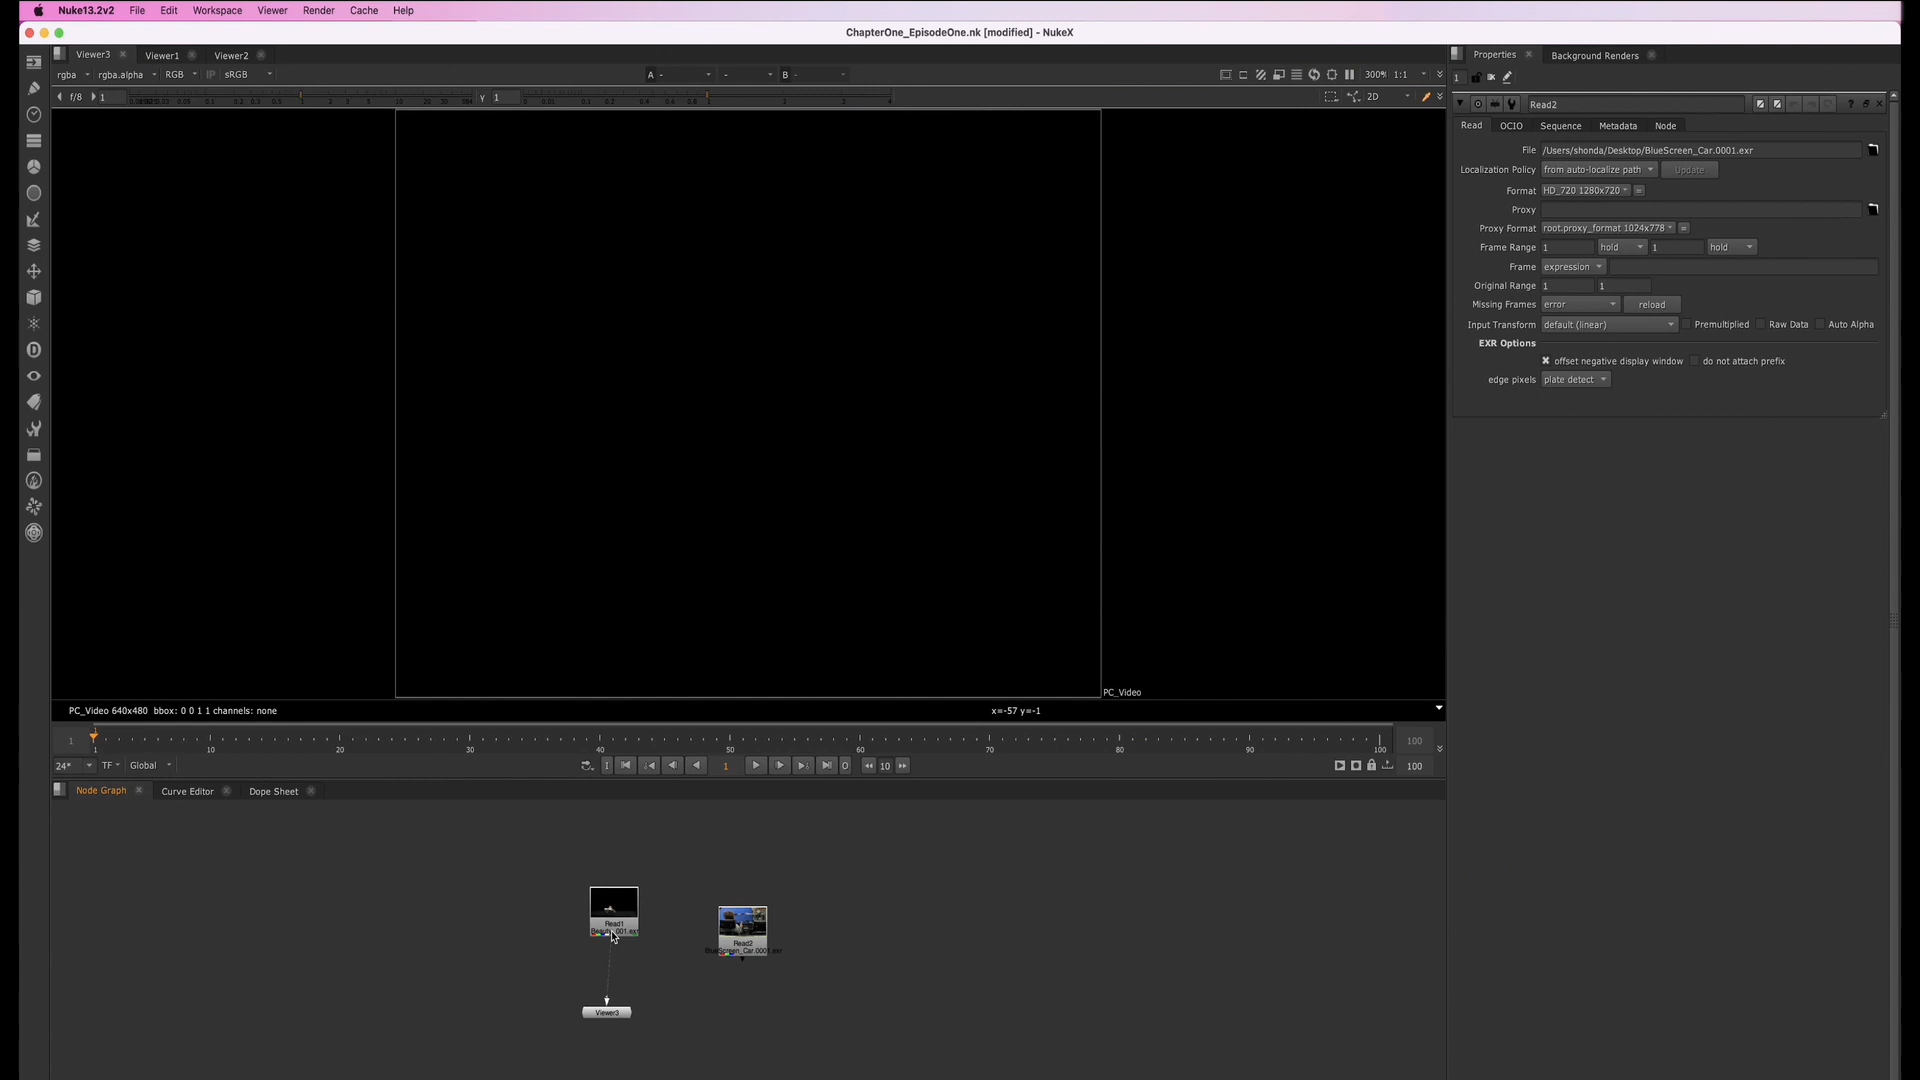 Nuke13.2v2 File Edit Workspace Viewer Render Cache Help
ChapterOne_EpisodeOne.nk [modified] - NukeX
Viewer3 Viewer1 Viewer2
rgba rgba.alpha RGB IP sRGB A - - B - 300% 1:1
f/8 1 Y 1 2D
PC_Video
PC_Video 640x480 bbox: 0 0 1 1 channels: none x=-57 y=-1
1 1 10 20 30 40 50 60 70 80 90 100 100
24* TF Global I 1 O 10 100
Node Graph Curve Editor Dope Sheet
Read1
Read2
BlueScreen_Car.0001.exr
Viewer3
Properties Background Renders
1
Read2
Read OCIO Sequence Metadata Node
File /Users/shonda/Desktop/BlueScreen_Car.0001.exr
Localization Policy from auto-localize path Update
Format HD_720 1280x720 =
Proxy
Proxy Format root.proxy_format 1024x778 =
Frame Range 1 hold 1 hold
Frame expression
Original Range 1 1
Missing Frames error reload
Input Transform default (linear) Premultiplied Raw Data Auto Alpha
EXR Options
offset negative display window do not attach prefix
edge pixels plate detect